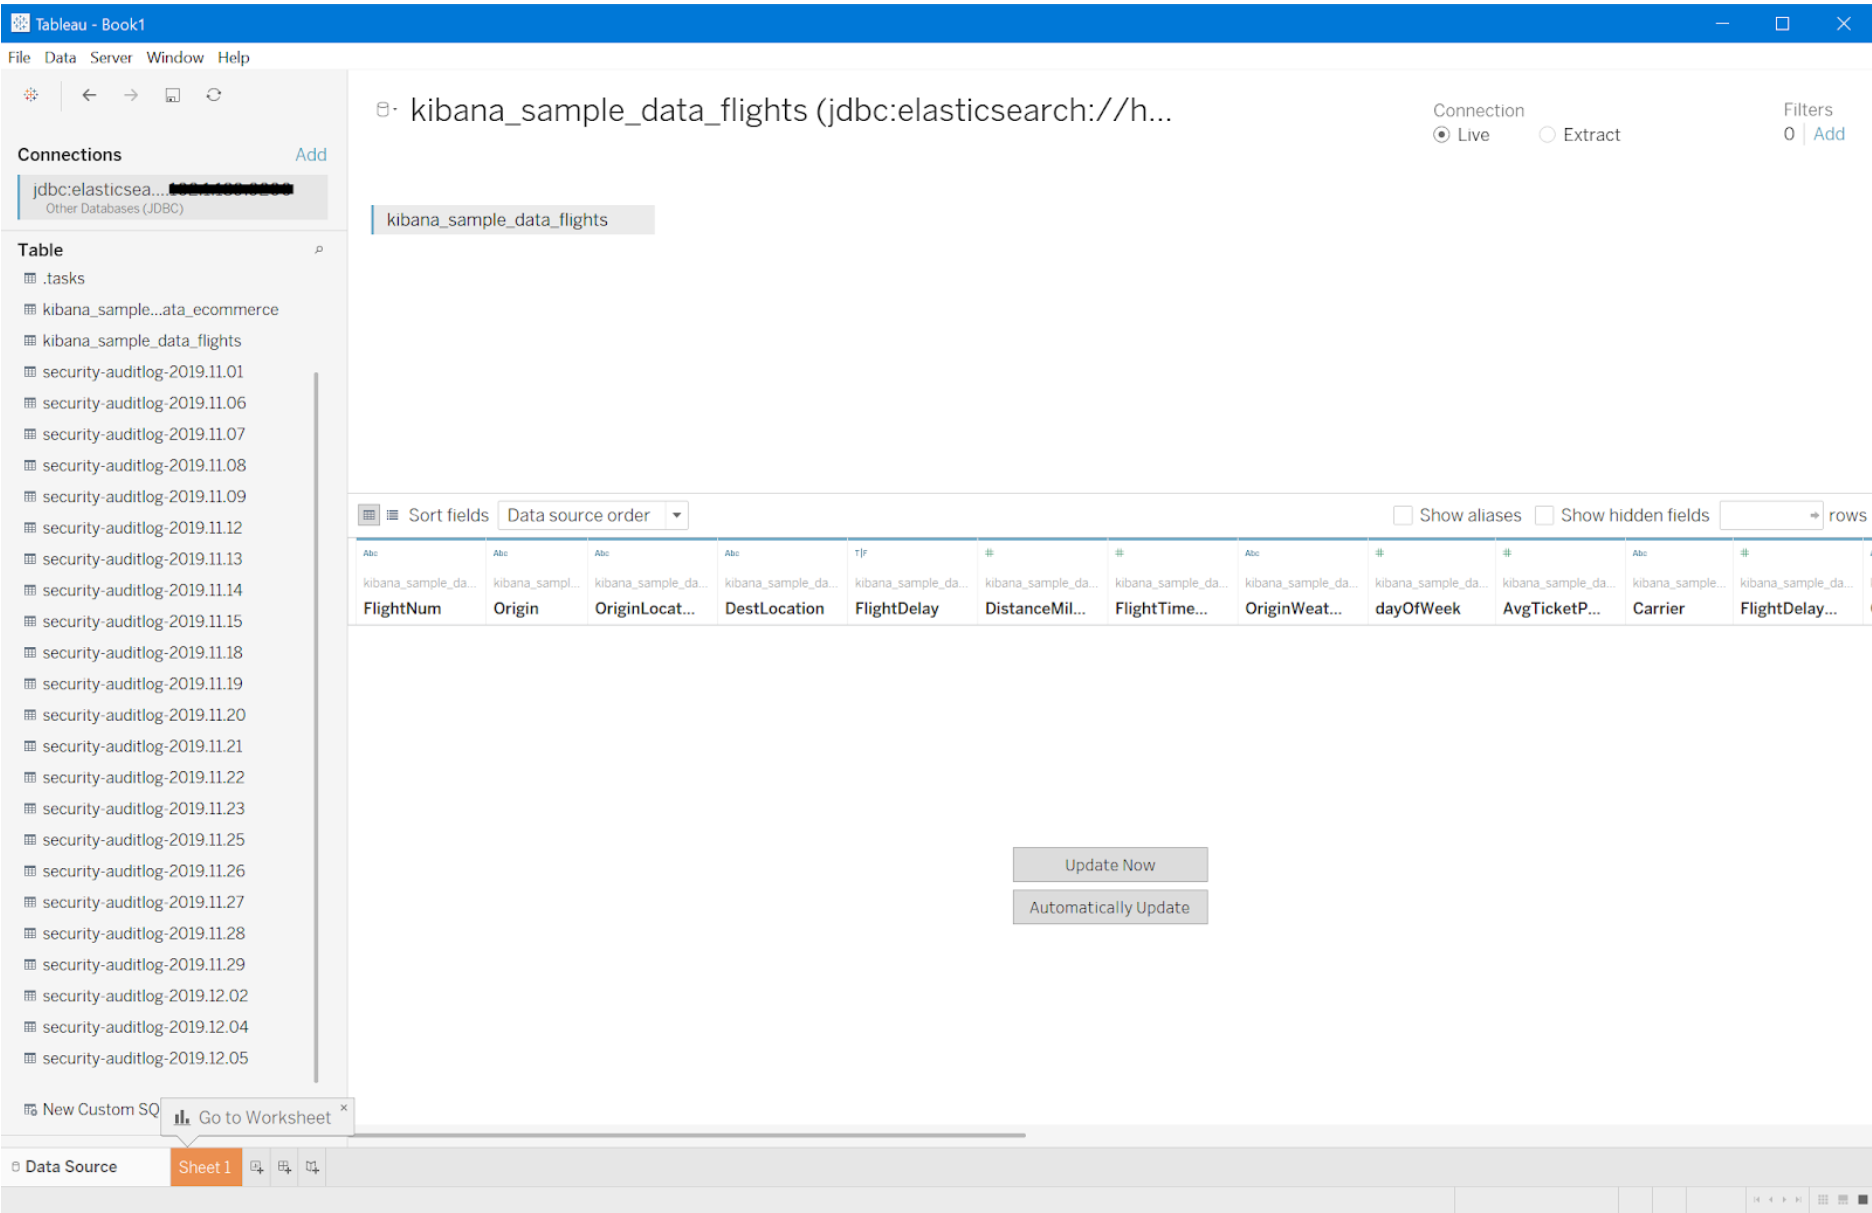 Tableau - Book1
File Data Server Window Help
kibana_sample_data_flights (jdbc:elasticsearch://h...
Connection
Live Extract
Filters
0 Add
Connections Add
jdbc:elasticsea....
Other Databases (JDBC)
kibana_sample_data_flights
Table
.tasks
kibana_sample...ata_ecommerce
kibana_sample_data_flights
security-auditlog-2019.11.01
security-auditlog-2019.11.06
security-auditlog-2019.11.07
security-auditlog-2019.11.08
security-auditlog-2019.11.09
security-auditlog-2019.11.12
security-auditlog-2019.11.13
security-auditlog-2019.11.14
security-auditlog-2019.11.15
security-auditlog-2019.11.18
security-auditlog-2019.11.19
security-auditlog-2019.11.20
security-auditlog-2019.11.21
security-auditlog-2019.11.22
security-auditlog-2019.11.23
security-auditlog-2019.11.25
security-auditlog-2019.11.26
security-auditlog-2019.11.27
security-auditlog-2019.11.28
security-auditlog-2019.11.29
security-auditlog-2019.12.02
security-auditlog-2019.12.04
security-auditlog-2019.12.05
New Custom SQ
Go to Worksheet
Sort fields Data source order Show aliases Show hidden fields rows
Abc Abc Abc Abc T|F # # Abc # # Abc #
kibana_sample_da... kibana_sampl... kibana_sample_da... kibana_sample_da... kibana_sample_da... kibana_sample_da... kibana_sample_da... kibana_sample_da... kibana_sample_da... kibana_sample_da... kibana_sample... kibana_sample_da...
FlightNum Origin OriginLocat... DestLocation FlightDelay DistanceMil... FlightTime... OriginWeat... dayOfWeek AvgTicketP... Carrier FlightDelay...
Update Now
Automatically Update
Data Source Sheet 1